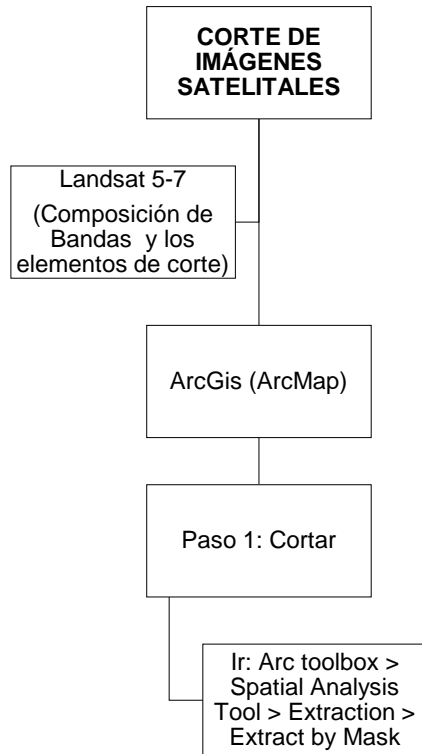 CORTE DE
IMÁGENES
SATELITALES
Landsat 5-7
(Composición de
Bandas y los
elementos de corte)
ArcGis (ArcMap)
Paso 1: Cortar
Ir: Arc toolbox >
Spatial Analysis
Tool > Extraction >
Extract by Mask